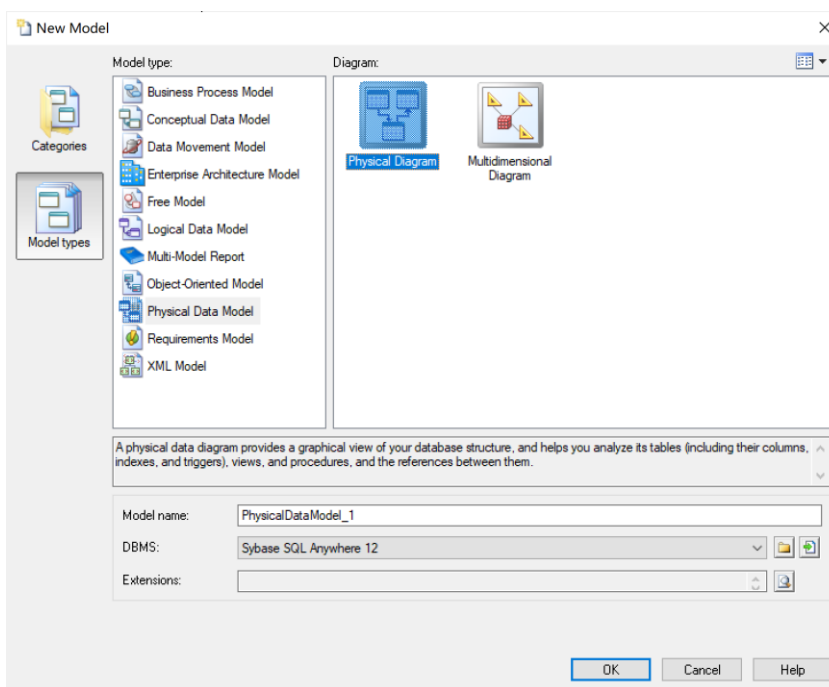 New Model
Model type:
Diagram:
Categories
Model types
Business Process Model
Conceptual Data Model
Data Movement Model
Enterprise Architecture Model
Free Model
Logical Data Model
Multi-Model Report
Object-Oriented Model
Physical Data Model
Requirements Model
XML Model
Physical Diagram
Multidimensional
Diagram
A physical data diagram provides a graphical view of your database structure, and helps you analyze its tables (including their columns,
indexes, and triggers), views, and procedures, and the references between them.
Model name:
PhysicalDataModel_1
DBMS:
Sybase SQL Anywhere 12
Extensions:
OK
Cancel
Help